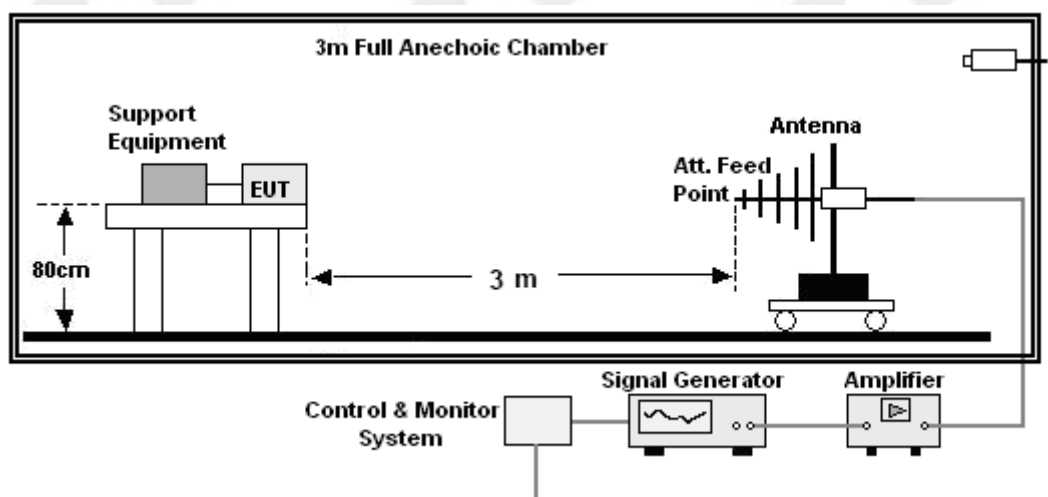 3m Full Anechoic Chamber
Support
Equipment
EUT
Antenna
Att. Feed
Point
80cm
3 m
Signal Generator
Amplifier
Control & Monitor
System